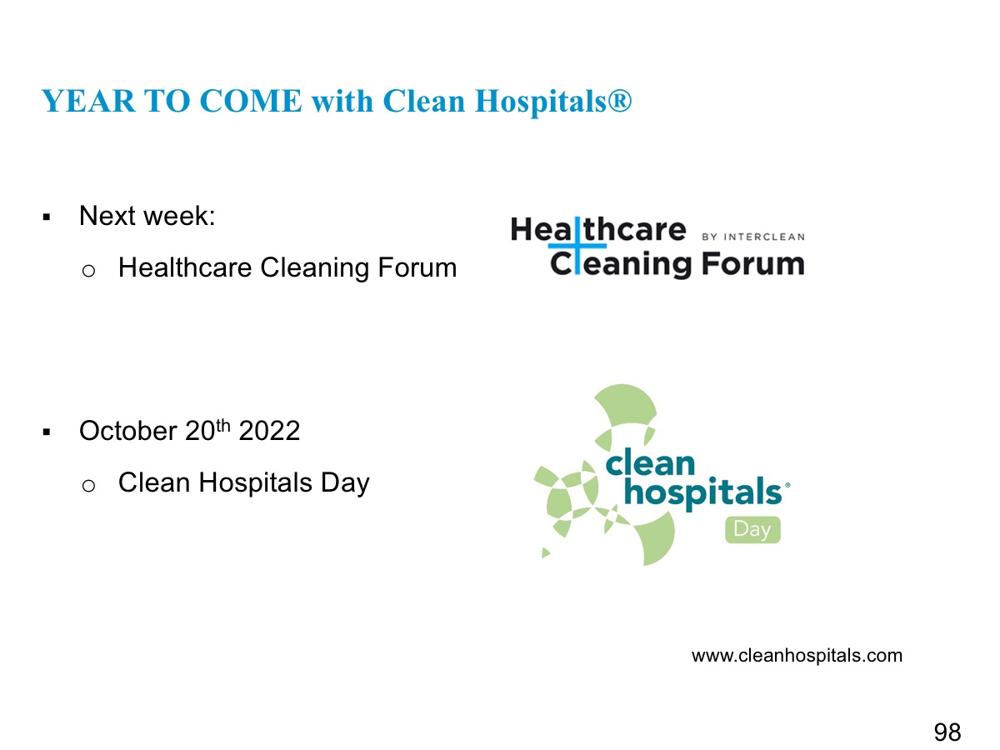 YEAR TO COME with Clean Hospitals®
▪ Next week:
o Healthcare Cleaning Forum
Healthcare BY INTERCLEAN
Cleaning Forum
▪ October 20th 2022
o Clean Hospitals Day
clean
hospitals®
Day
www.cleanhospitals.com
98